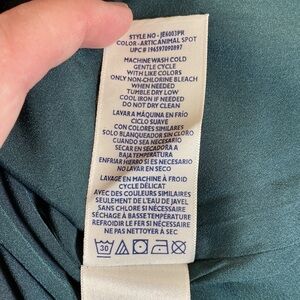 STYLE NO - JE6003PR
COLOR - ARTIC ANIMAL SPOT
UPC # 196597090897
MACHINE WASH COLD
GENTLE CYCLE
WITH LIKE COLORS
ONLY NON-CHLORINE BLEACH
WHEN NEEDED
TUMBLE DRY LOW
COOL IRON IF NEEDED
DO NOT DRY CLEAN
LAVAR A MÁQUINA EN FRÍO
CICLO SUAVE
CON COLORES SIMILARES
SOLO BLANQUEADOR SIN CLORO
CUANDO SEA NECESARIO
SECAR EN SECADORA A
BAJA TEMPERATURA
ENFRIAR HIERRO SI ES NECESARIO
NO LAVAR EN SECO
LAVAGE EN MACHINE À FROID
CYCLE DÉLICAT
AVEC DES COULEURS SIMILAIRES
SEULEMENT DE L'EAU DE JAVEL
SANS CHLORE SI NÉCESSAIRE
SÉCHAGE À BASSE TEMPÉRATURE
REFROIDIR LE FER SI NÉCESSAIRE
NE PAS NETTOYER À SEC
30